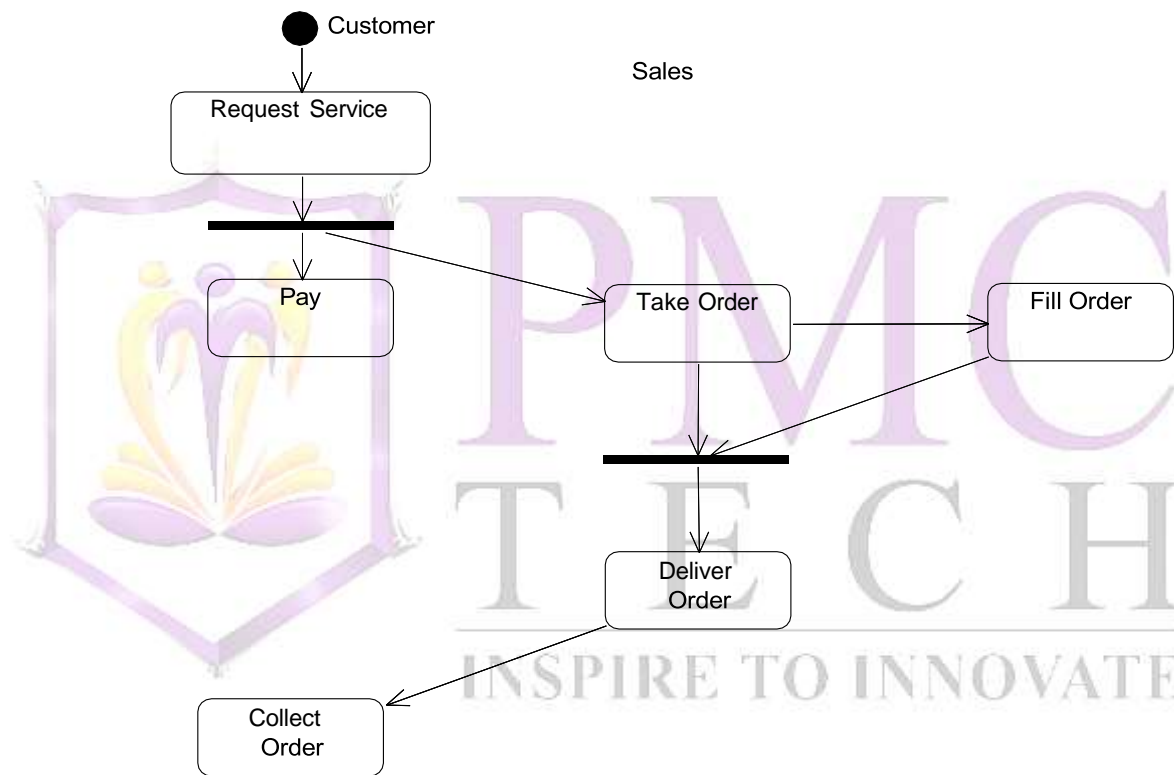 Customer
Sales
Request Service
Pay
Take Order
Fill Order
Deliver
Order
Collect
Order
PMC
TECH
INSPIRE TO INNOVATE